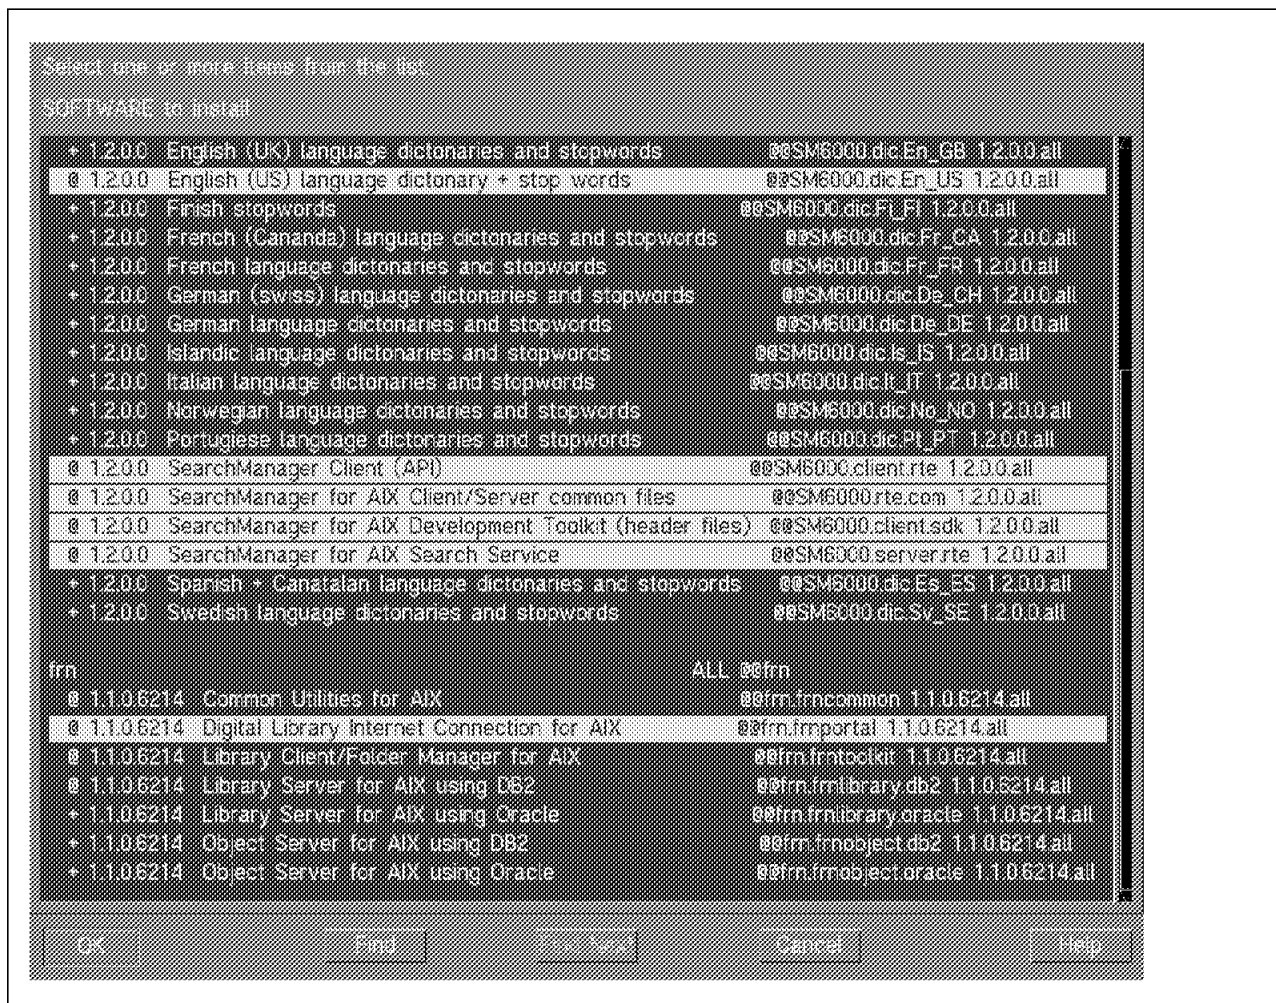 Select one or more items from the list.
SOFTWARE to install
+ 1.2.0.0 English (UK) language dictonaries and stopwords @@SM6000.dic.En_GB 1.2.0.0.all
@ 1.2.0.0 English (US) language dictonary + stop words @@SM6000.dic.En_US 1.2.0.0.all
+ 1.2.0.0 Finish stopwords @@SM6000.dic.Fi_FI 1.2.0.0.all
+ 1.2.0.0 French (Cananda) language dictonaries and stopwords @@SM6000.dic.Fr_CA 1.2.0.0.all
+ 1.2.0.0 French language dictonaries and stopwords @@SM6000.dic.Fr_FR 1.2.0.0.all
+ 1.2.0.0 German (swiss) language dictonaries and stopwords @@SM6000.dic.De_CH 1.2.0.0.all
+ 1.2.0.0 German language dictonaries and stopwords @@SM6000.dic.De_DE 1.2.0.0.all
+ 1.2.0.0 Islandic language dictonaries and stopwords @@SM6000.dic.Is_IS 1.2.0.0.all
+ 1.2.0.0 Italian language dictonaries and stopwords @@SM6000.dic.It_IT 1.2.0.0.all
+ 1.2.0.0 Norwegian language dictonaries and stopwords @@SM6000.dic.No_NO 1.2.0.0.all
+ 1.2.0.0 Portugiese language dictonaries and stopwords @@SM6000.dic.Pt_PT 1.2.0.0.all
@ 1.2.0.0 SearchManager Client (API) @@SM6000.client.rte 1.2.0.0.all
@ 1.2.0.0 SearchManager for AIX Client/Server common files @@SM6000.rte.com 1.2.0.0.all
@ 1.2.0.0 SearchManager for AIX Development Toolkit (header files) @@SM6000.client.sdk 1.2.0.0.all
@ 1.2.0.0 SearchManager for AIX Search Service @@SM6000.server.rte 1.2.0.0.all
+ 1.2.0.0 Spanish + Canatalan language dictonaries and stopwords @@SM6000.dic.Es_ES 1.2.0.0.all
+ 1.2.0.0 Swedish language dictonaries and stopwords @@SM6000.dic.Sv_SE 1.2.0.0.all
frn ALL @@frn
@ 1.1.0.6214 Common Utilities for AIX @@frn.frncommon 1.1.0.6214.all
@ 1.1.0.6214 Digital Library Internet Connection for AIX @@frn.frnportal 1.1.0.6214.all
@ 1.1.0.6214 Library Client/Folder Manager for AIX @@frn.frntoolkit 1.1.0.6214.all
@ 1.1.0.6214 Library Server for AIX using DB2 @@frn.frnlibrary.db2 1.1.0.6214.all
+ 1.1.0.6214 Library Server for AIX using Oracle @@frn.frnlibrary.oracle 1.1.0.6214.all
+ 1.1.0.6214 Object Server for AIX using DB2 @@frn.frnobject.db2 1.1.0.6214.all
+ 1.1.0.6214 Object Server for AIX using Oracle @@frn.frnobject.oracle 1.1.0.6214.all
OK Find Find Next Cancel Help